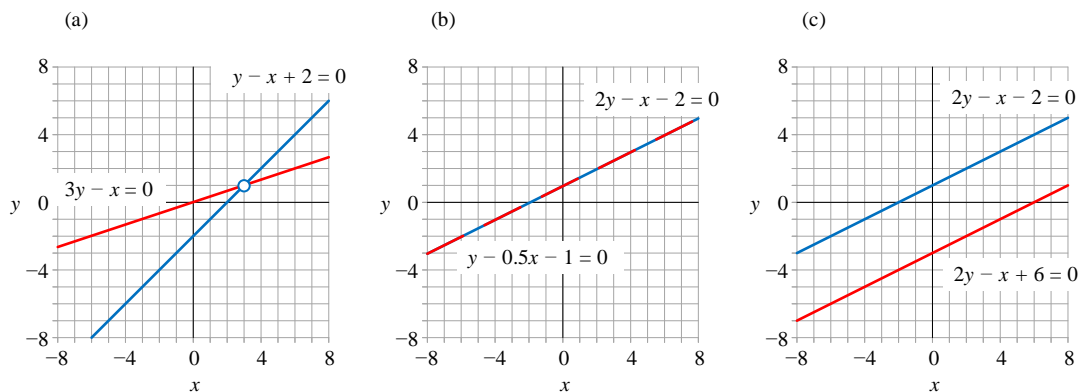 (a)
y − x + 2 = 0
3y − x = 0
8
4
0
−4
−8
y
−8 −4 0 4 8
x
(b)
2y − x − 2 = 0
y − 0.5x − 1 = 0
8
4
0
−4
−8
y
−8 −4 0 4 8
x
(c)
2y − x − 2 = 0
2y − x + 6 = 0
8
4
0
−4
−8
y
−8 −4 0 4 8
x